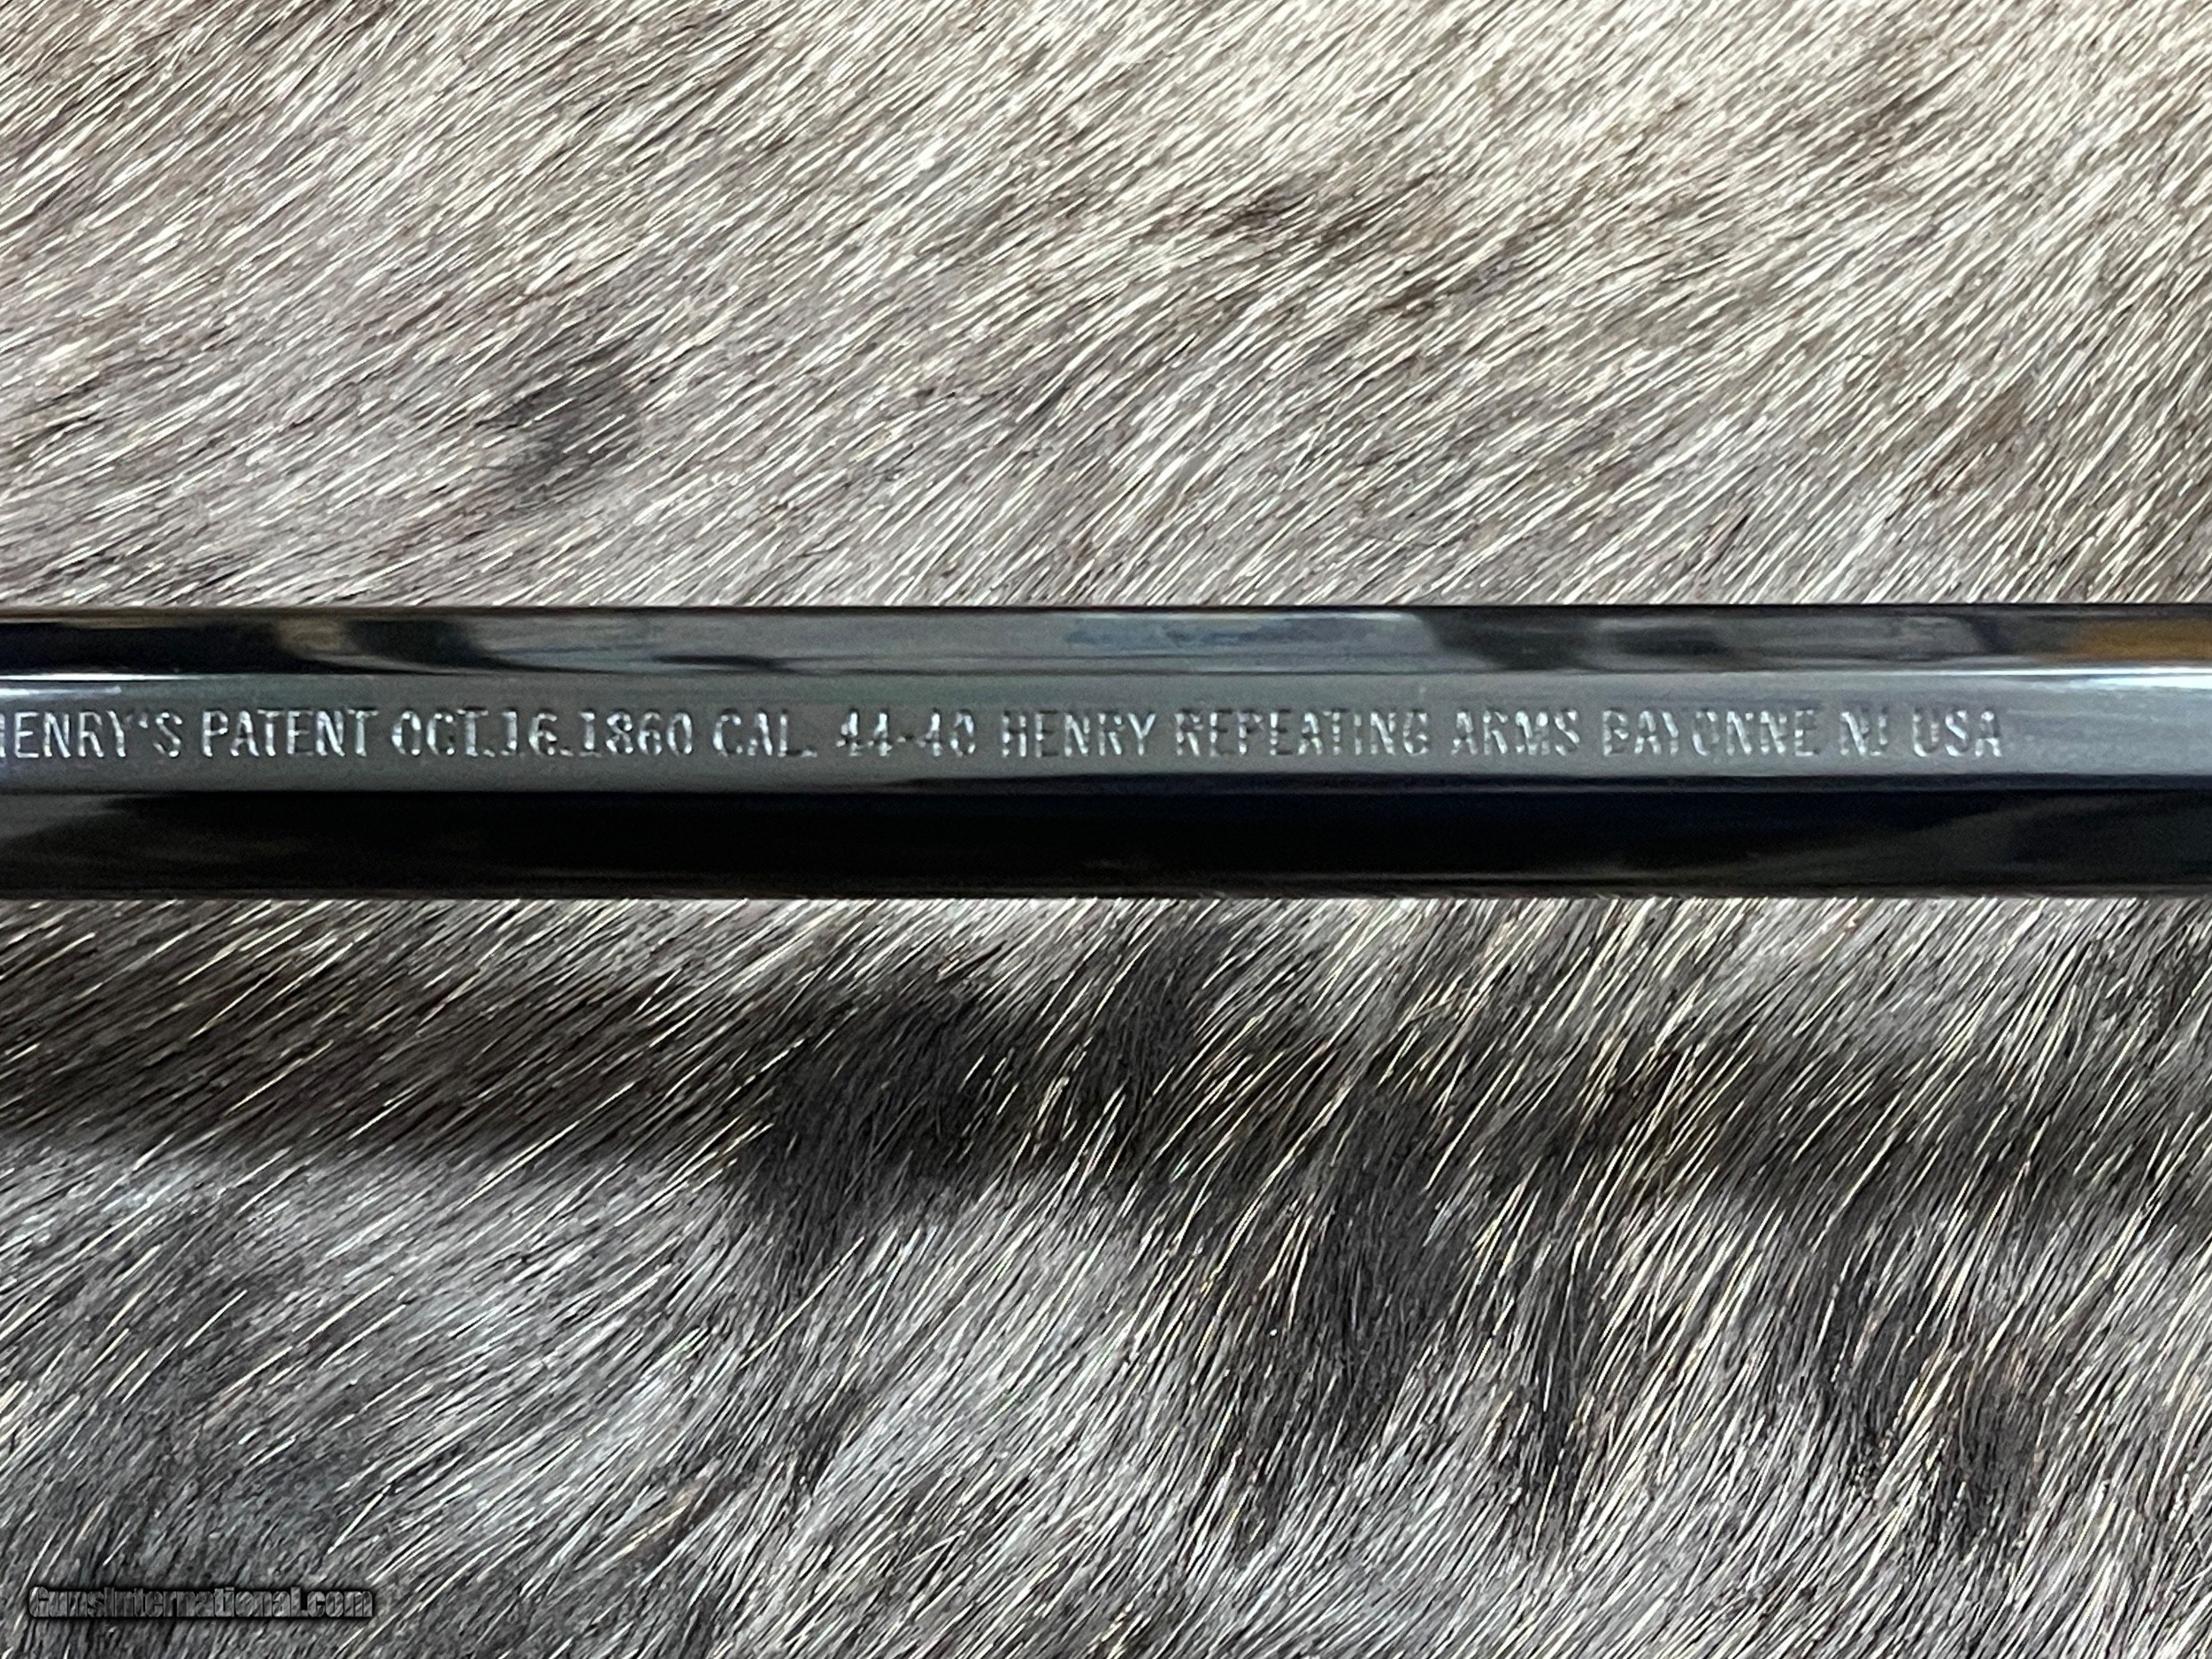 HENRY'S PATENT OCT.16.1860 CAL. 44-40 HENRY REPEATING ARMS BAYONNE NJ USA
GunsInternational.com